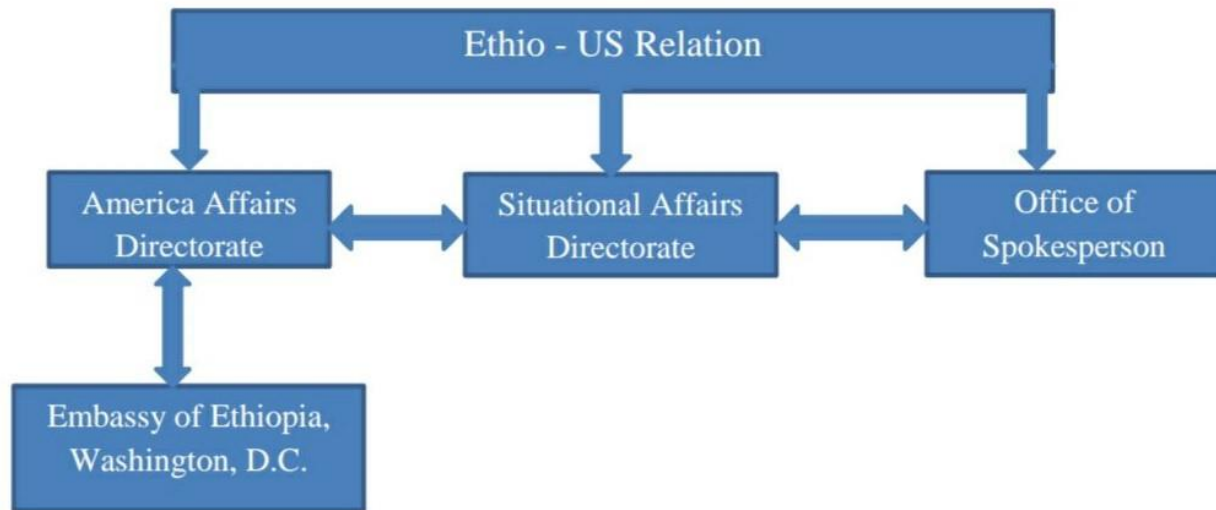 Ethio - US Relation
America Affairs
Directorate
Situational Affairs
Directorate
Office of
Spokesperson
Embassy of Ethiopia,
Washington, D.C.